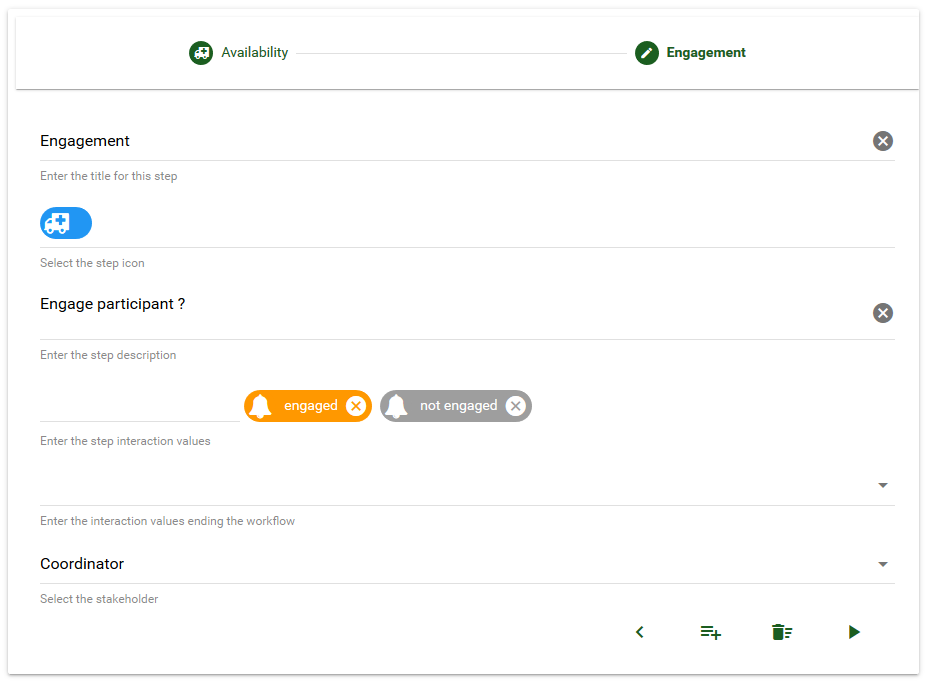 Availability
Engagement
Engagement
Enter the title for this step
Select the step icon
Engage participant ?
Enter the step description
engaged
not engaged
Enter the step interaction values
Enter the interaction values ending the workflow
Coordinator
Select the stakeholder